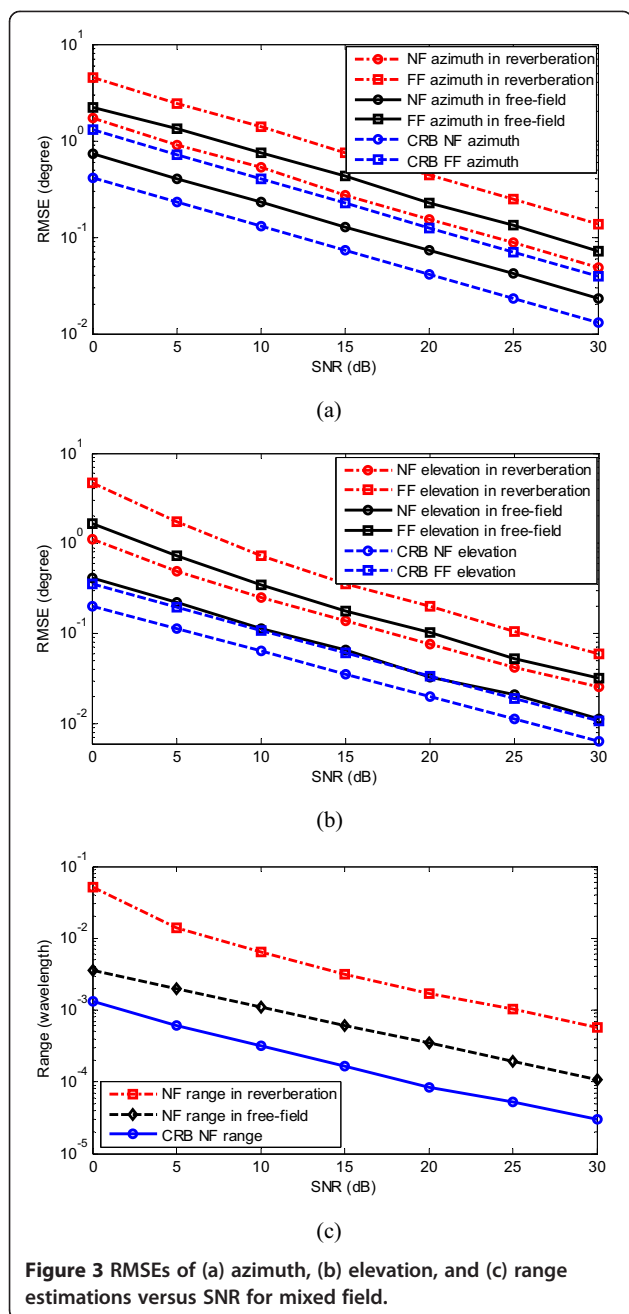 10^1
10^0
10^-1
10^-2
RMSE (degree)
NF azimuth in reverberation
FF azimuth in reverberation
NF azimuth in free-field
FF azimuth in free-field
CRB NF azimuth
CRB FF azimuth
0 5 10 15 20 25 30
SNR (dB)
(a)
10^1
10^0
10^-1
10^-2
RMSE (degree)
NF elevation in reverberation
FF elevation in reverberation
NF elevation in free-field
FF elevation in free-field
CRB NF elevation
CRB FF elevation
0 5 10 15 20 25 30
SNR (dB)
(b)
10^-1
10^-2
10^-3
10^-4
10^-5
Range (wavelength)
NF range in reverberation
NF range in free-field
CRB NF range
0 5 10 15 20 25 30
SNR (dB)
(c)
Figure 3 RMSEs of (a) azimuth, (b) elevation, and (c) range
estimations versus SNR for mixed field.